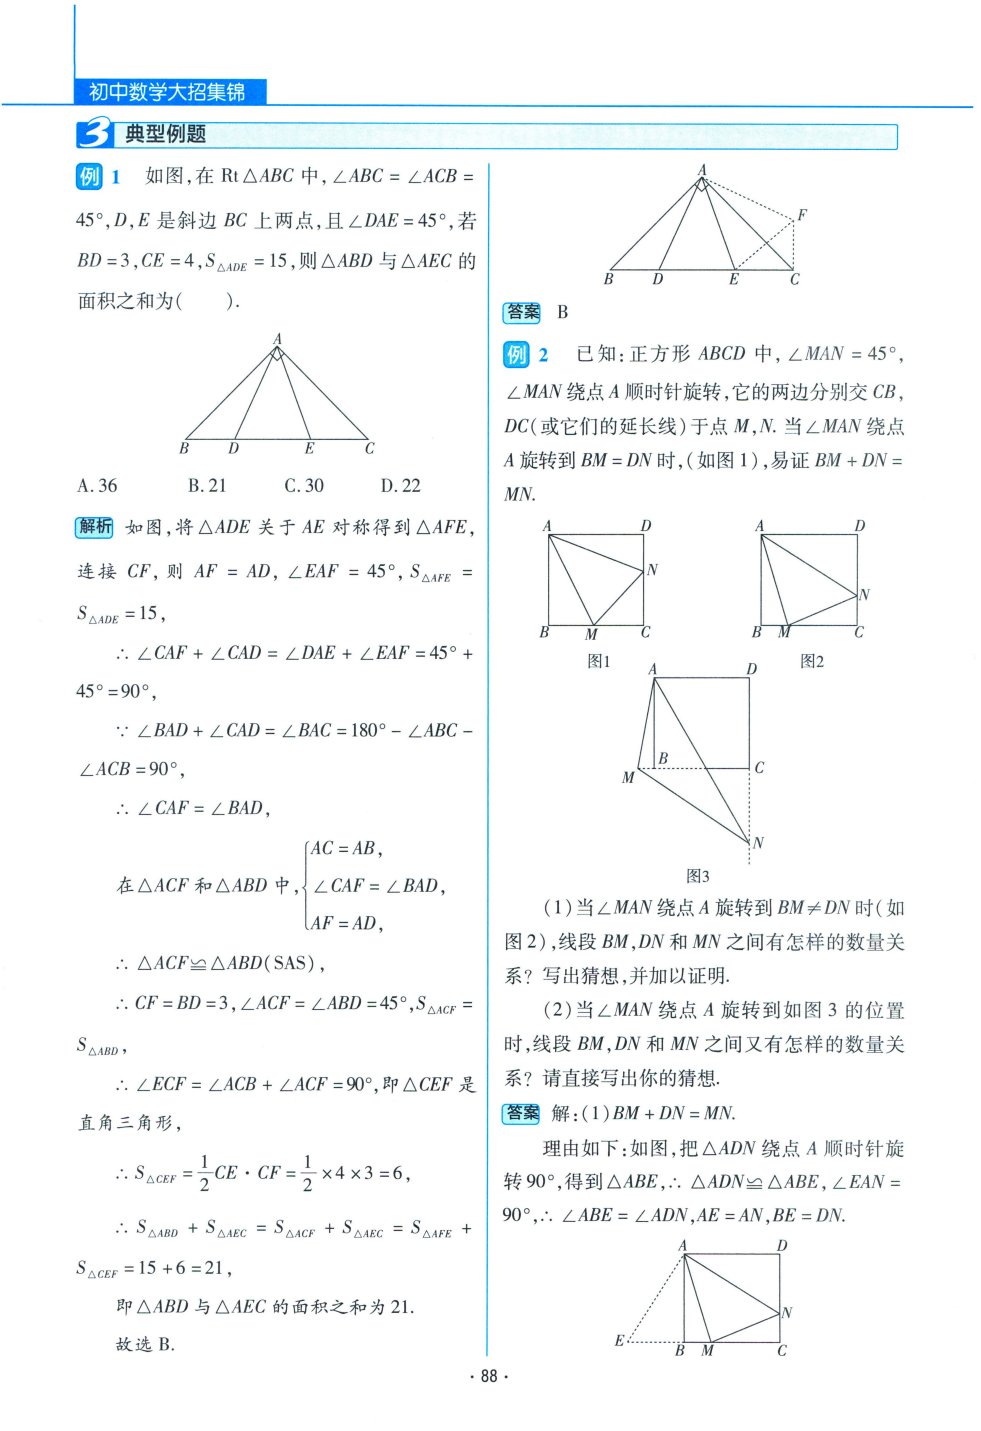 初中数学大招集锦
3 典型例题
例 1 如图,在 Rt△ABC 中,∠ABC = ∠ACB =
45°,D,E 是斜边 BC 上两点,且∠DAE = 45°,若
BD = 3,CE = 4,S△ADE = 15,则△ABD 与△AEC 的
面积之和为( ).
A
B D E C
A. 36 B. 21 C. 30 D. 22
解析 如图,将△ADE 关于 AE 对称得到△AFE,
连接 CF, 则 AF = AD, ∠EAF = 45°, S△AFE =
S△ADE = 15,
∴ ∠CAF + ∠CAD = ∠DAE + ∠EAF = 45° +
45° = 90°,
∵ ∠BAD + ∠CAD = ∠BAC = 180° - ∠ABC -
∠ACB = 90°,
∴ ∠CAF = ∠BAD,
AC = AB,
在△ACF 和△ABD 中,{∠CAF = ∠BAD,
AF = AD,
∴ △ACF≌△ABD(SAS),
∴ CF = BD = 3,∠ACF = ∠ABD = 45°,S△ACF =
S△ABD,
∴ ∠ECF = ∠ACB + ∠ACF = 90°,即△CEF 是
直角三角形,
∴ S△CEF = 1/2 CE · CF = 1/2 × 4 × 3 = 6,
∴ S△ABD + S△AEC = S△ACF + S△AEC = S△AFE +
S△CEF = 15 + 6 = 21,
即△ABD 与△AEC 的面积之和为 21.
故选 B.
A
F
B D E C
答案 B
例 2 已知:正方形 ABCD 中, ∠MAN = 45°,
∠MAN 绕点 A 顺时针旋转,它的两边分别交 CB,
DC(或它们的延长线)于点 M,N. 当∠MAN 绕点
A 旋转到 BM = DN 时,(如图 1),易证 BM + DN =
MN.
A D
N
B M C
图1
A D
N
B M C
图2
A D
B
M C
N
图3
(1)当∠MAN 绕点 A 旋转到 BM≠DN 时(如
图 2),线段 BM,DN 和 MN 之间有怎样的数量关
系? 写出猜想,并加以证明.
(2)当∠MAN 绕点 A 旋转到如图 3 的位置
时,线段 BM,DN 和 MN 之间又有怎样的数量关
系? 请直接写出你的猜想.
答案 解:(1)BM + DN = MN.
理由如下:如图,把△ADN 绕点 A 顺时针旋
转 90°,得到△ABE,∴ △ADN≌△ABE,∠EAN =
90°,∴ ∠ABE = ∠ADN,AE = AN,BE = DN.
A D
N
E B M C
· 88 ·